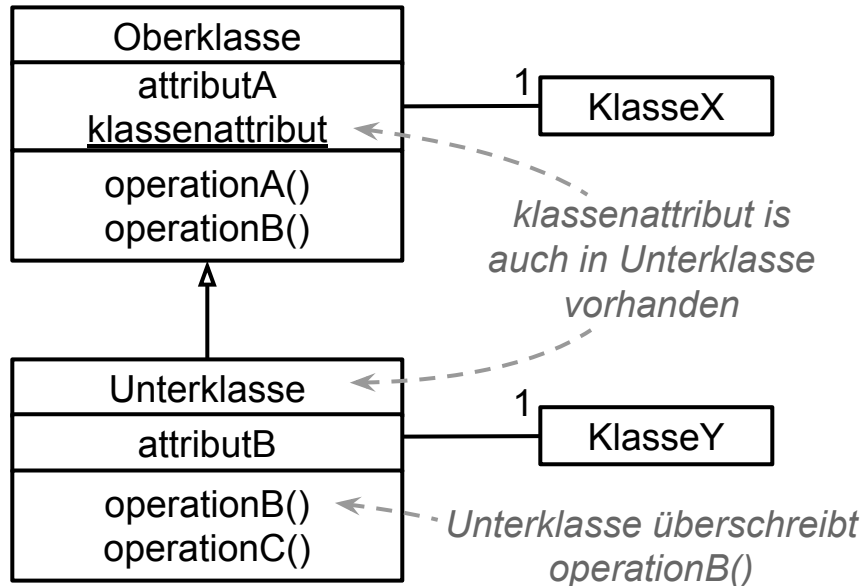 Oberklasse
attributA
klassenattribut
operationA()
operationB()
1
KlasseX
klassenattribut is
auch in Unterklasse
vorhanden
Unterklasse
attributB
operationB()
operationC()
1
KlasseY
Unterklasse überschreibt
operationB()